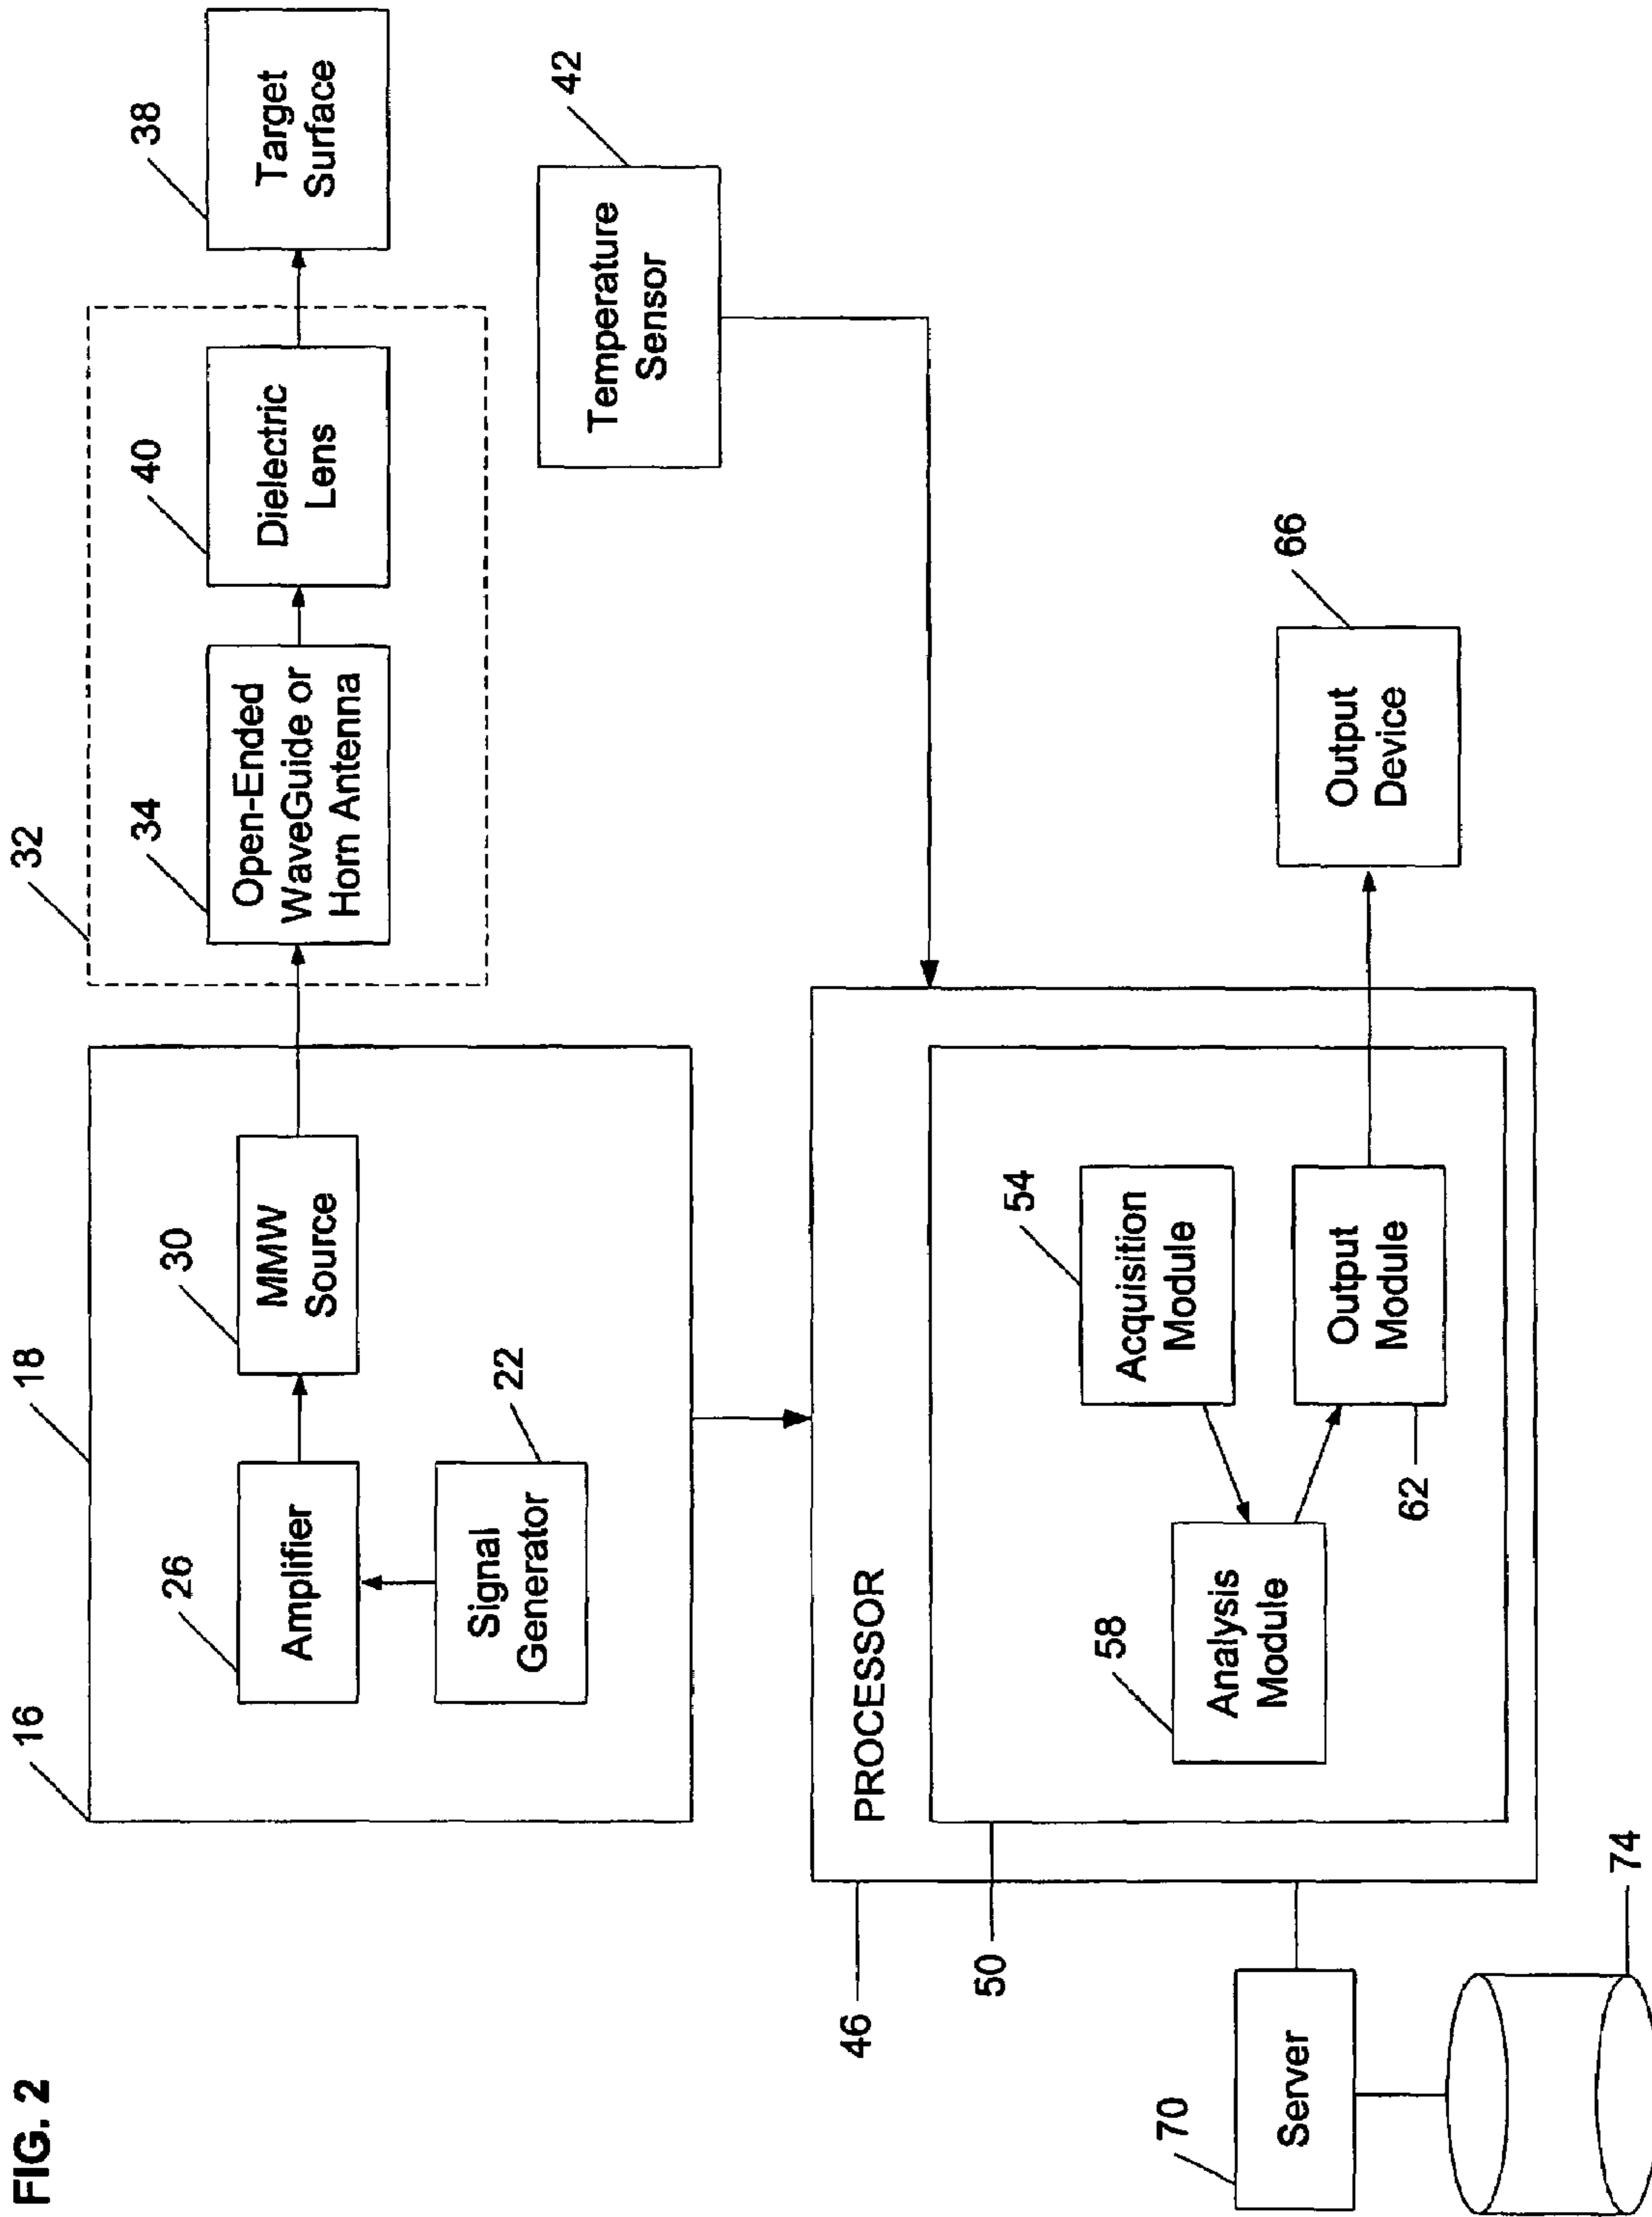 FIG. 2
16
18
32
26
Amplifier
30
MMW
Source
34
Open-Ended
WaveGuide or
Horn Antenna
40
Dielectric
Lens
38
Target
Surface
22
Signal
Generator
42
Temperature
Sensor
46
PROCESSOR
50
54
Acquisition
Module
58
Analysis
Module
62
Output
Module
66
Output
Device
70
Server
74